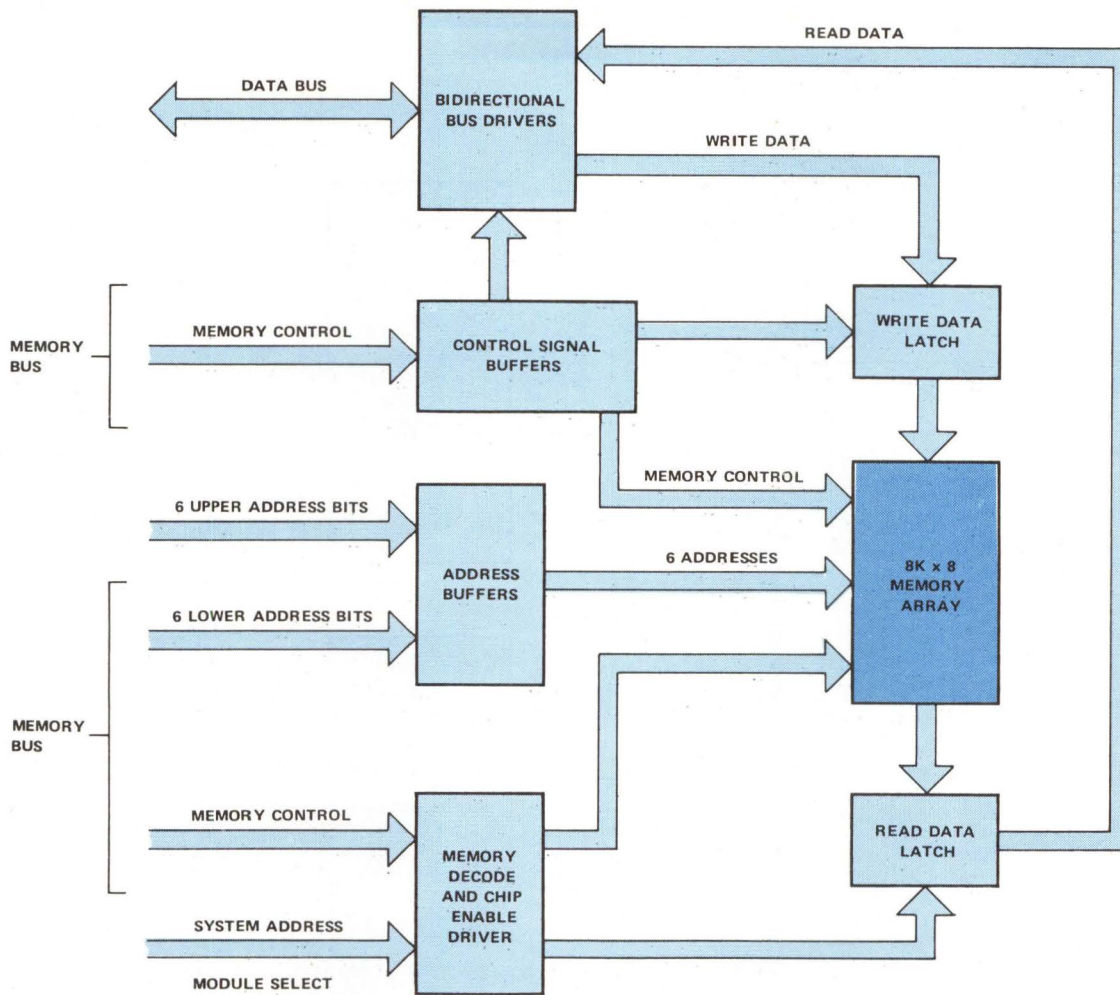 READ DATA
DATA BUS
BIDIRECTIONAL
BUS DRIVERS
WRITE DATA
MEMORY
BUS
MEMORY CONTROL
CONTROL SIGNAL
BUFFERS
WRITE DATA
LATCH
MEMORY CONTROL
6 UPPER ADDRESS BITS
6 ADDRESSES
ADDRESS
BUFFERS
8K x 8
MEMORY
ARRAY
6 LOWER ADDRESS BITS
MEMORY
BUS
MEMORY CONTROL
MEMORY
DECODE
AND CHIP
ENABLE
DRIVER
READ DATA
LATCH
SYSTEM ADDRESS
MODULE SELECT